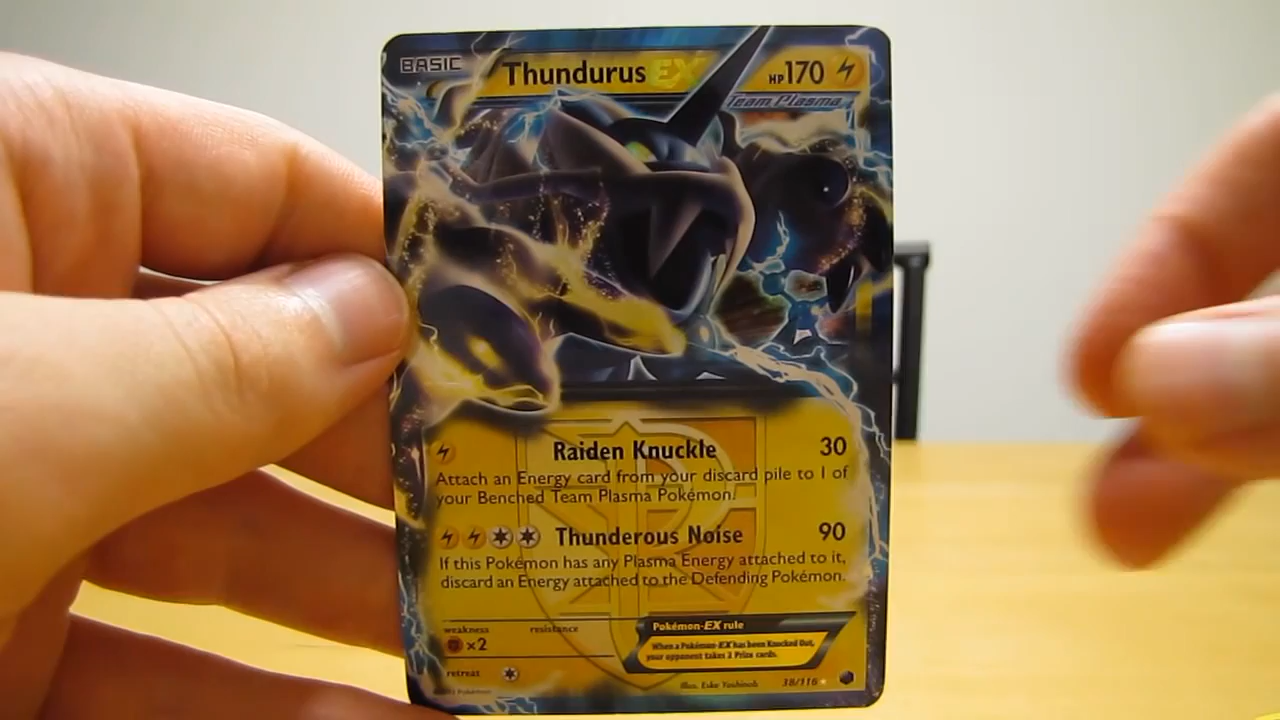 BASIC
Thundurus EX
HP170
Team Plasma
Raiden Knuckle 30
Attach an Energy card from your discard pile to 1 of
your Benched Team Plasma Pokémon.
Thunderous Noise 90
If this Pokémon has any Plasma Energy attached to it,
discard an Energy attached to the Defending Pokémon.
weakness resistance
×2
Pokémon-EX rule
When a Pokémon-EX has been Knocked Out,
your opponent takes 2 Prize cards.
retreat
Pokémon
Illus. Eske Yoshinob
38/116